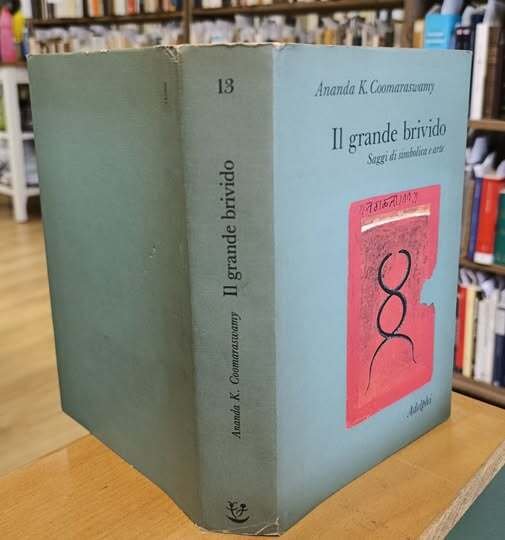 13
Ananda K. Coomaraswamy Il grande brivido
Ananda K. Coomaraswamy
Il grande brivido
Saggi di simbolica e arte
Adelphi